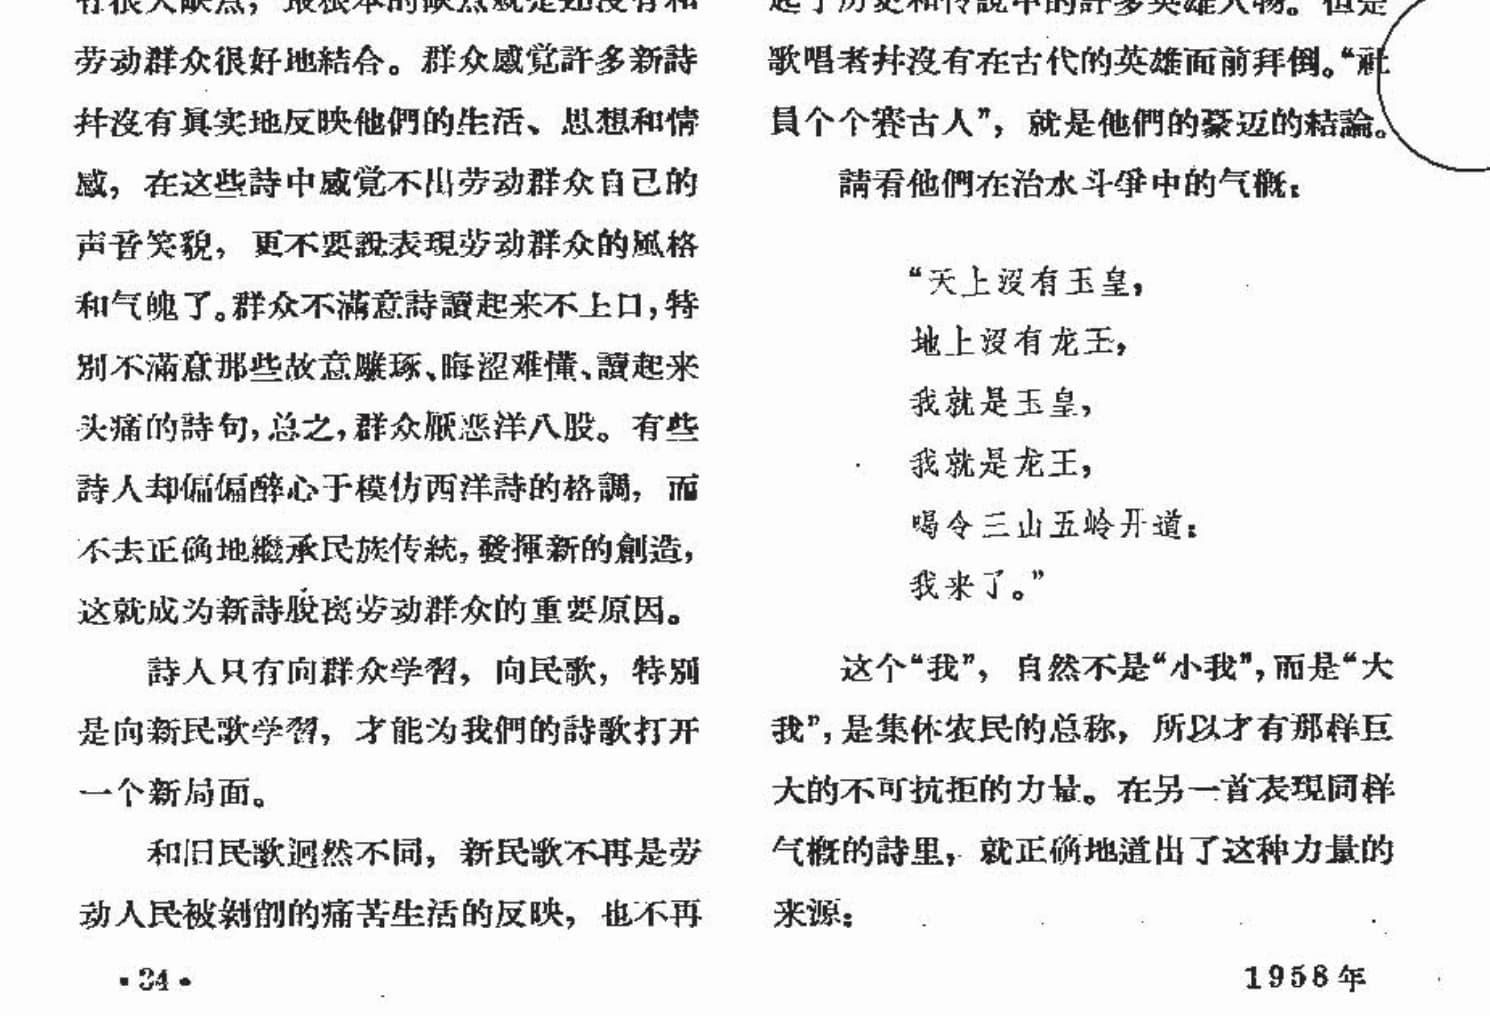 有很大缺点，最根本的缺点就是还沒有和
劳动群众很好地結合。群众感觉許多新詩
幷沒有眞实地反映他們的生活、思想和情
感，在这些詩中感觉不出劳动群众自己的
声音笑貌，更不要說表現劳动群众的風格
和气魄了。群众不滿意詩讀起来不上口，特
別不滿意那些故意雕琢、晦涩难懂、讀起来
头痛的詩句，总之，群众厭恶洋八股。有些
詩人却偏偏醉心于模仿西洋詩的格調，而
不去正确地繼承民族传統，發揮新的創造，
这就成为新詩脫离劳动群众的重要原因。
詩人只有向群众学習，向民歌，特別
是向新民歌学習，才能为我們的詩歌打开
一个新局面。
和旧民歌迥然不同，新民歌不再是劳
动人民被剝削的痛苦生活的反映，也不再
·34·
起了历史和传說中的許多英雄人物。但是
歌唱者幷沒有在古代的英雄面前拜倒。“社
員个个賽古人”，就是他們的豪迈的結論。
請看他們在治水斗爭中的气概：
“天上沒有玉皇，
地上沒有龙王，
我就是玉皇，
我就是龙王，
喝令三山五岭开道：
我来了。”
这个“我”，自然不是“小我”，而是“大
我”，是集体农民的总称，所以才有那样巨
大的不可抗拒的力量。在另一首表現同样
气概的詩里，就正确地道出了这种力量的
来源：
1958年